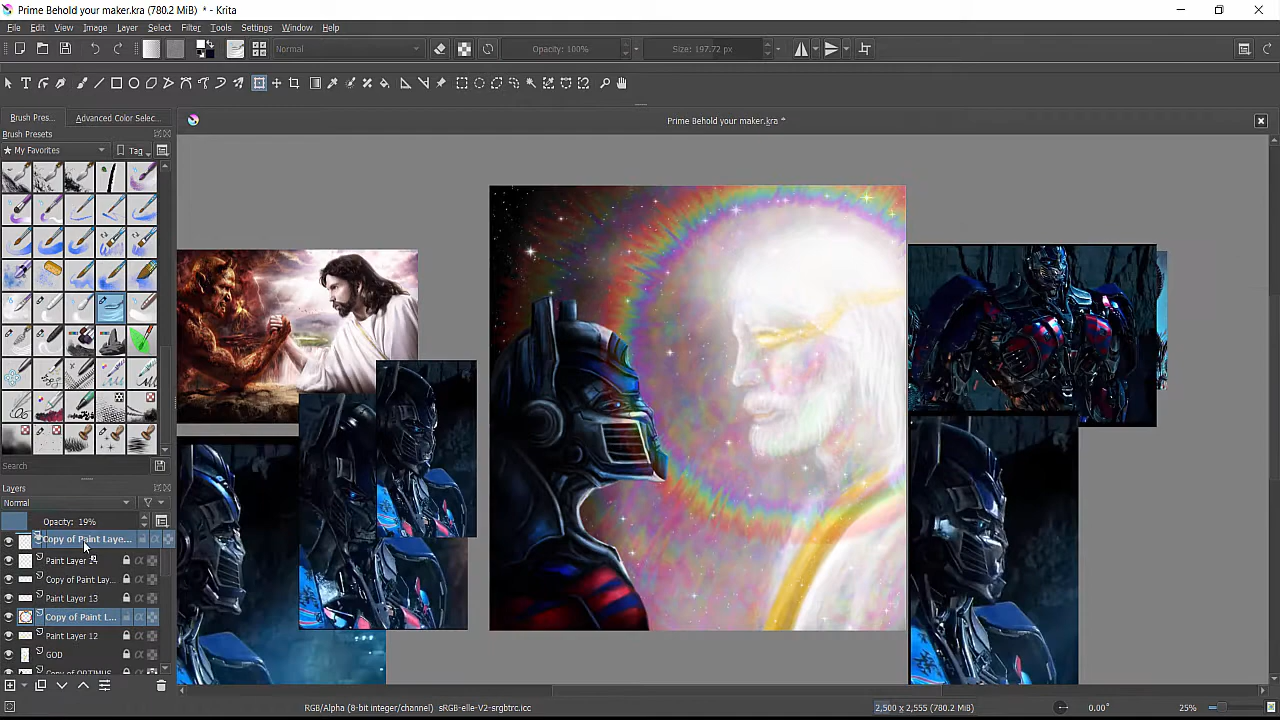 Prime Behold your maker.kra (780.2 MiB) * - Krita
File Edit View Image Layer Select Filter Tools Settings Window Help
Normal Opacity: 100% Size: 197.72 px
Brush Pres... Advanced Color Selec...
Prime Behold your maker.kra *
Brush Presets
My Favorites Tag
Search
Layers
Normal
Opacity: 19%
Copy of Paint Laye...
Paint Layer 14
Copy of Paint Lay...
Paint Layer 13
Copy of Paint L...
Paint Layer 12
GOD
Copy of OPTIMUS
RGB/Alpha (8-bit integer/channel) sRGB-elle-V2-srgbtrc.icc 2,500 x 2,555 (780.2 MiB) 0.00° 25%